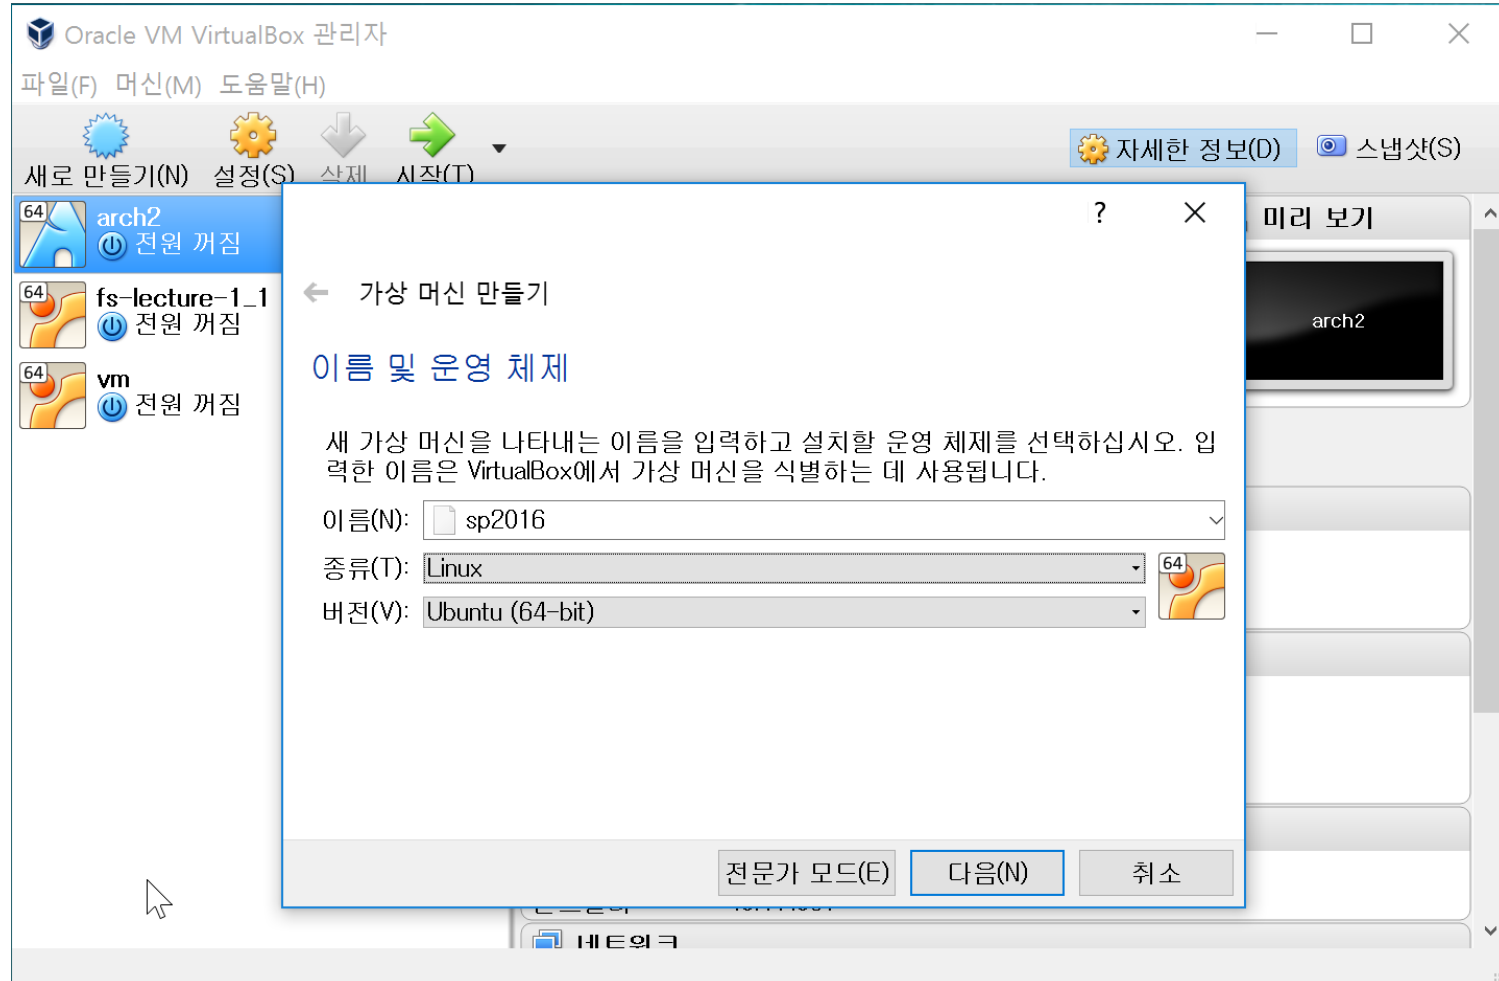 Oracle VM VirtualBox 관리자
파일(F) 머신(M) 도움말(H)
새로 만들기(N) 설정(S) 삭제 시작(T) 자세한 정보(D) 스냅샷(S)
64 arch2
전원 꺼짐
64 fs-lecture-1_1
전원 꺼짐
64 vm
전원 꺼짐
미리 보기
arch2
?
가상 머신 만들기
이름 및 운영 체제
새 가상 머신을 나타내는 이름을 입력하고 설치할 운영 체제를 선택하십시오. 입
력한 이름은 VirtualBox에서 가상 머신을 식별하는 데 사용됩니다.
이름(N): sp2016
종류(T): Linux
64
버전(V): Ubuntu (64-bit)
전문가 모드(E) 다음(N) 취소
네트워크